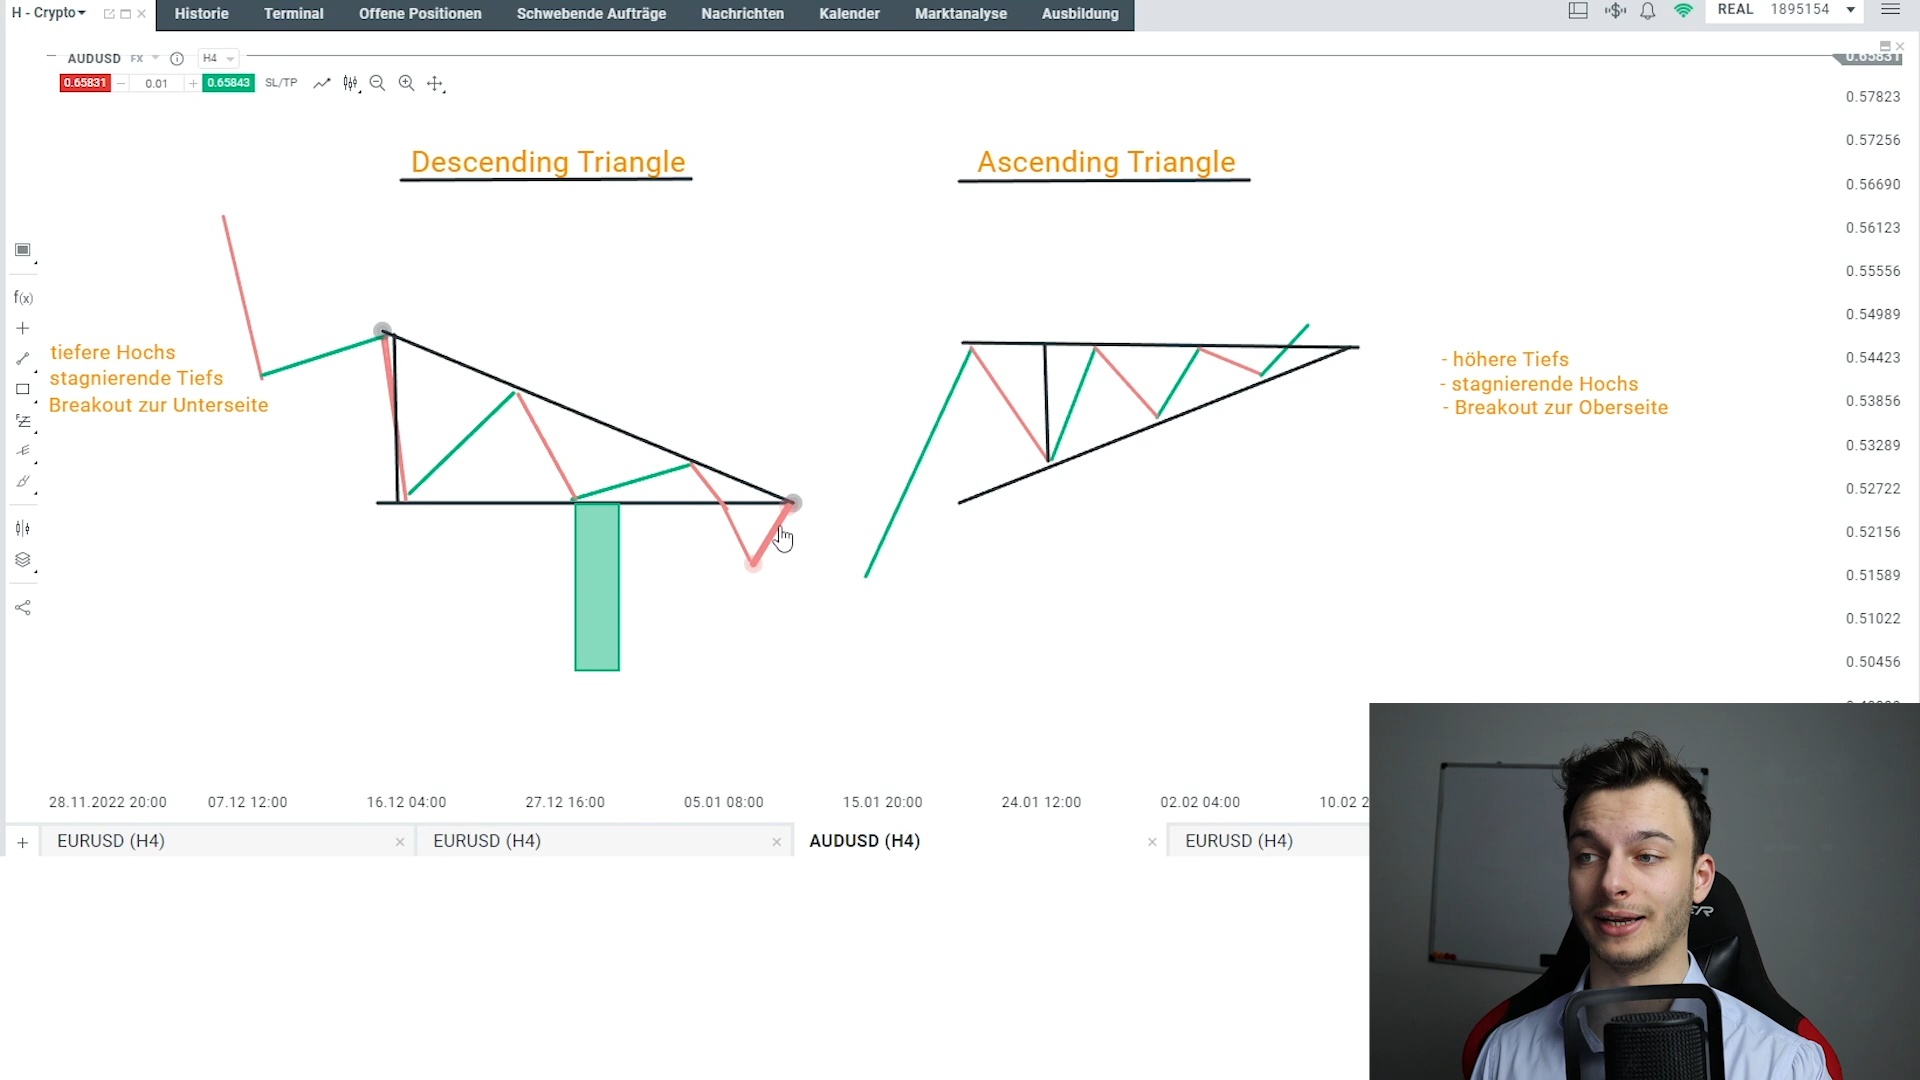 H - Crypto
Historie
Terminal
Offene Positionen
Schwebende Aufträge
Nachrichten
Kalender
Marktanalyse
Ausbildung
REAL 1895154
AUDUSD FX
H4
0.65831
0.01
0.65843
SL/TP
0.65831
0.57823
0.57256
0.56690
0.56123
0.55556
0.54989
0.54423
0.53856
0.53289
0.52722
0.52156
0.51589
0.51022
0.50456
Descending Triangle
Ascending Triangle
f(x)
tiefere Hochs
stagnierende Tiefs
Breakout zur Unterseite
- höhere Tiefs
- stagnierende Hochs
- Breakout zur Oberseite
28.11.2022 20:00
07.12 12:00
16.12 04:00
27.12 16:00
05.01 08:00
15.01 20:00
24.01 12:00
02.02 04:00
10.02 2
EURUSD (H4)
EURUSD (H4)
AUDUSD (H4)
EURUSD (H4)